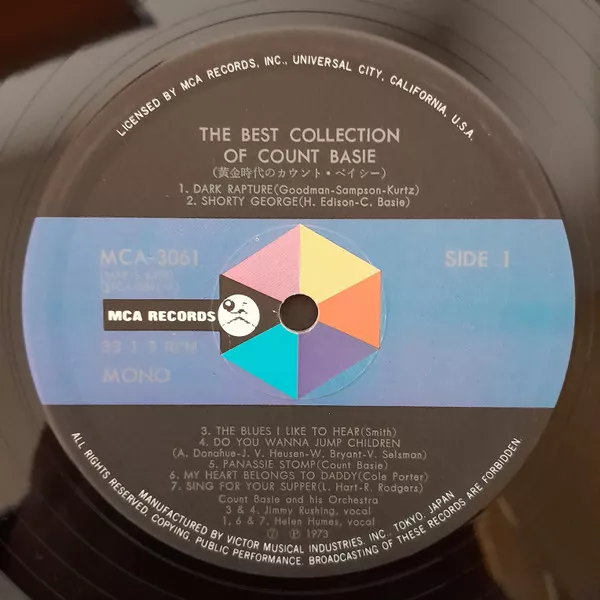 LICENSED BY MCA RECORDS, INC., UNIVERSAL CITY, CALIFORNIA, U.S.A.
THE BEST COLLECTION
OF COUNT BASIE
(黄金時代のカウント・ベイシー)
1. DARK RAPTURE(Goodman-Sampson-Kurtz)
2. SHORTY GEORGE(H. Edison-C. Basie)
MCA-3061
SIDE 1
MCA RECORDS
33 1 3 RPM
MONO
3. THE BLUES I LIKE TO HEAR(Smith)
4. DO YOU WANNA JUMP CHILDREN
(A. Donahue-J. V. Heusen-W. Bryant-V. Selsman)
5. PANASSIE STOMP(Count Basie)
6. MY HEART BELONGS TO DADDY(Cole Porter)
7. SING FOR YOUR SUPPER(L. Hart-R. Rodgers)
Count Basie and his Orchestra
3 & 4. Jimmy Rushing, vocal
1, 6 & 7. Helen Humes, vocal
Ⓟ 1973
MANUFACTURED BY VICTOR MUSICAL INDUSTRIES, INC., TOKYO, JAPAN
ALL RIGHTS RESERVED. COPYING, PUBLIC PERFORMANCE. BROADCASTING OF THESE RECORDS ARE FORBIDDEN.